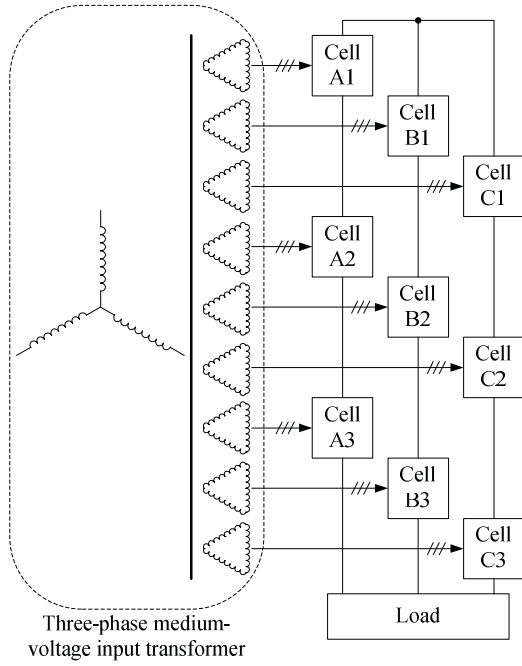 Cell
A1
Cell
B1
Cell
C1
Cell
A2
Cell
B2
Cell
C2
Cell
A3
Cell
B3
Cell
C3
Load
Three-phase medium-
voltage input transformer